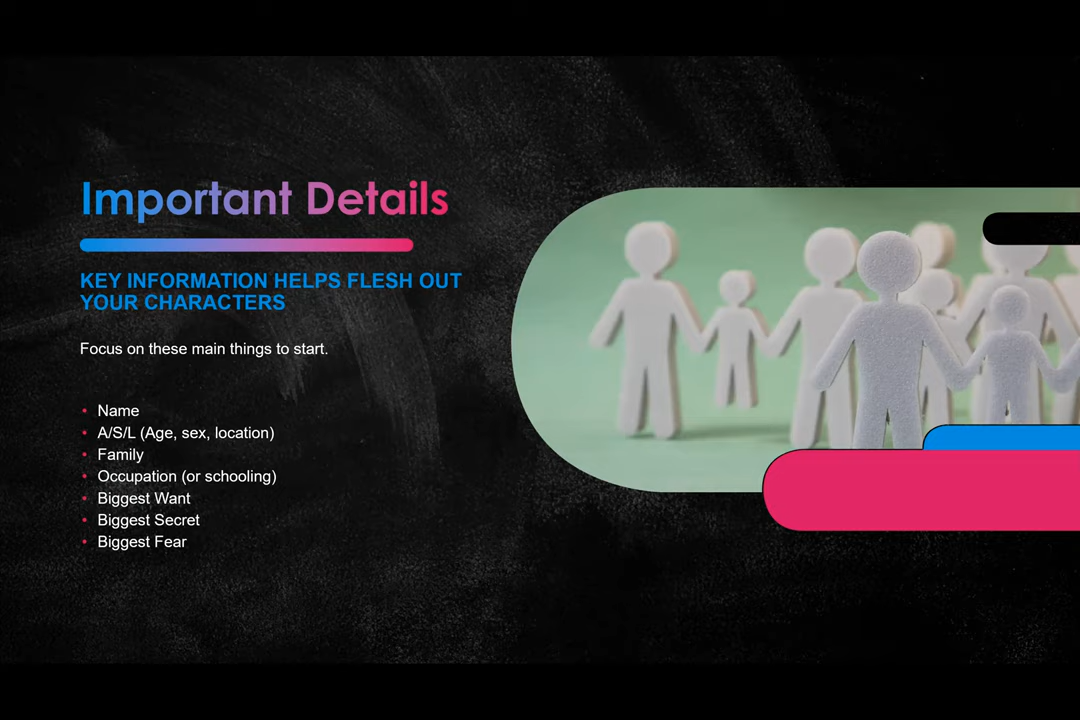 Important Details
KEY INFORMATION HELPS FLESH OUT
YOUR CHARACTERS
Focus on these main things to start.
• Name
• A/S/L (Age, sex, location)
• Family
• Occupation (or schooling)
• Biggest Want
• Biggest Secret
• Biggest Fear